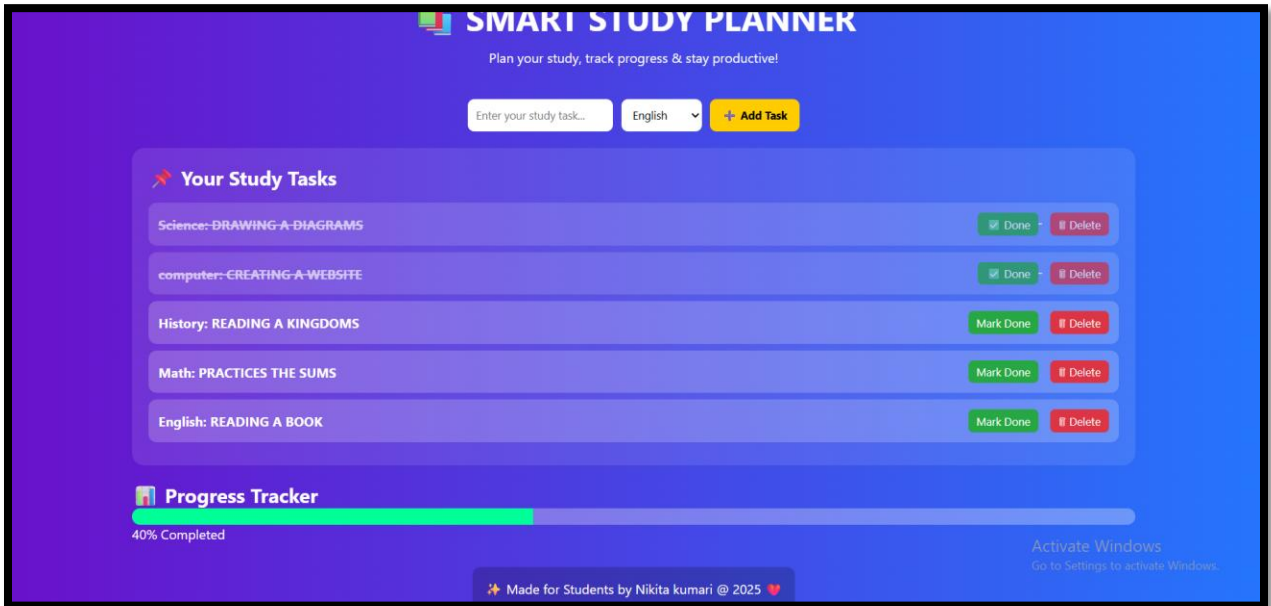 📚 SMART STUDY PLANNER
Plan your study, track progress & stay productive!
Enter your study task... English ➕ Add Task
📌 Your Study Tasks
Science: DRAWING A DIAGRAMS ✅ Done 🗑 Delete
computer: CREATING A WEBSITE ✅ Done 🗑 Delete
History: READING A KINGDOMS Mark Done 🗑 Delete
Math: PRACTICES THE SUMS Mark Done 🗑 Delete
English: READING A BOOK Mark Done 🗑 Delete
📊 Progress Tracker
40% Completed
Activate Windows
Go to Settings to activate Windows.
✨ Made for Students by Nikita kumari @ 2025 ❤️